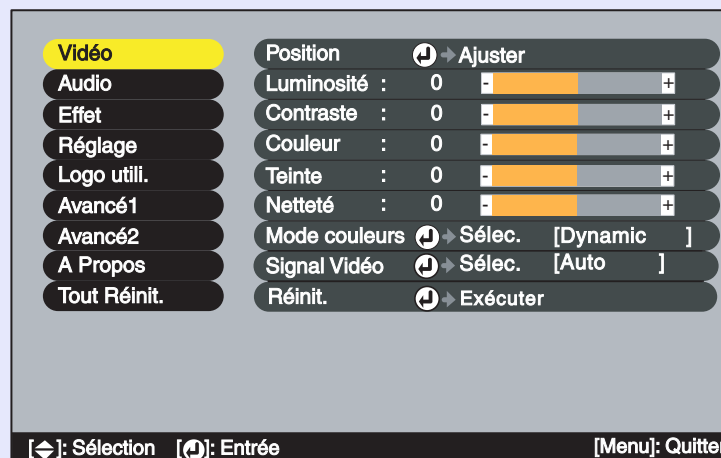 Vidéo
Audio
Effet
Réglage
Logo utili.
Avancé1
Avancé2
A Propos
Tout Réinit.
Position Ajuster
Luminosité : 0 - +
Contraste : 0 - +
Couleur : 0 - +
Teinte : 0 - +
Netteté : 0 - +
Mode couleurs Sélec. [Dynamic ]
Signal Vidéo Sélec. [Auto ]
Réinit. Exécuter
[ ]: Sélection [ ]: Entrée [Menu]: Quitter